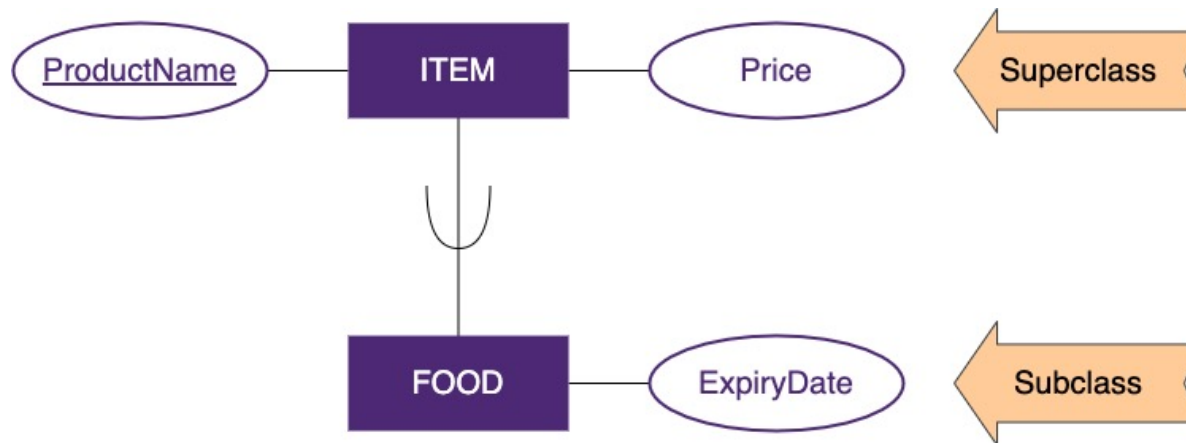 ProductName
ITEM
Price
Superclass
FOOD
ExpiryDate
Subclass